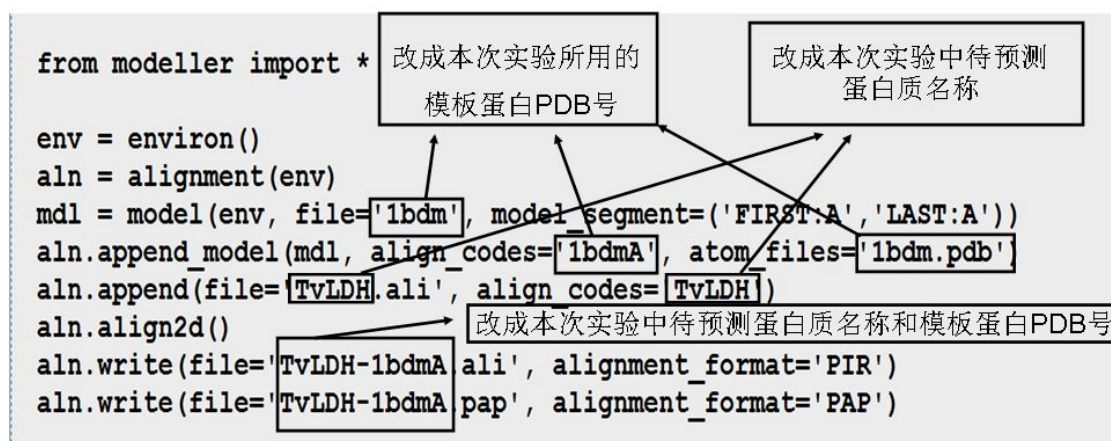 from modeller import *
改成本次实验所用的
模板蛋白PDB号
改成本次实验中待预测
蛋白质名称
env = environ()
aln = alignment(env)
mdl = model(env, file='1bdm', model_segment=('FIRST:A','LAST:A'))
aln.append_model(mdl, align_codes='1bdmA', atom_files='1bdm.pdb')
aln.append(file='TvLDH.ali', align_codes='TvLDH')
aln.align2d()
改成本次实验中待预测蛋白质名称和模板蛋白PDB号
aln.write(file='TvLDH-1bdmA.ali', alignment_format='PIR')
aln.write(file='TvLDH-1bdmA.pap', alignment_format='PAP')